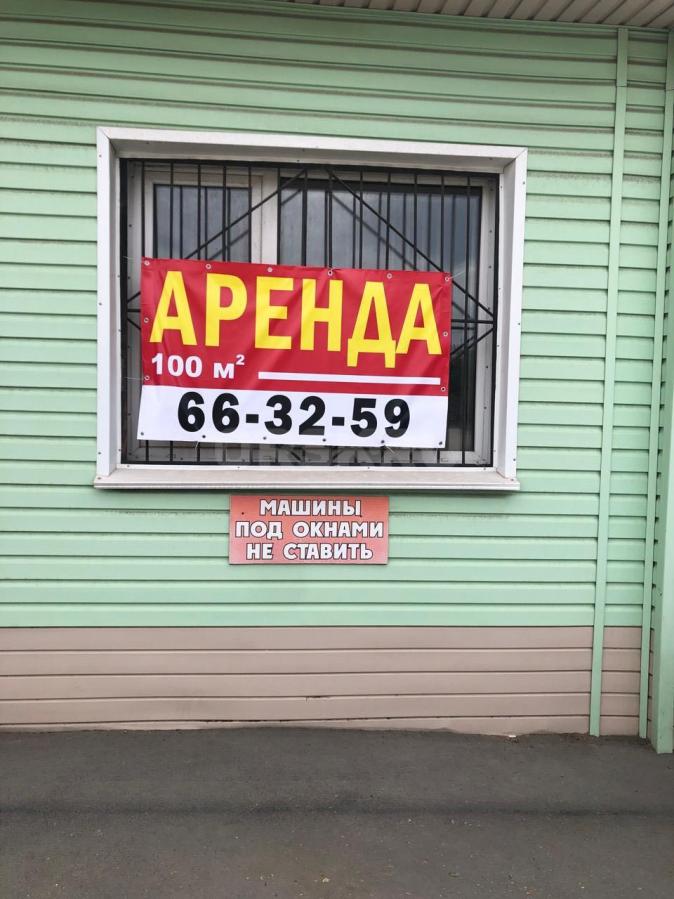 АРЕНДА
100 м²
66-32-59
МАШИНЫ
ПОД ОКНАМИ
НЕ СТАВИТЬ